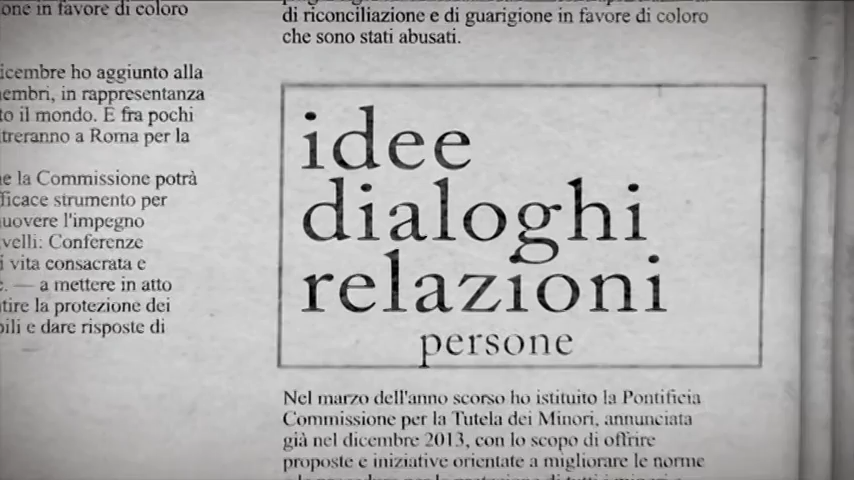 one in favore di coloro
icembre ho aggiunto alla
embri, in rappresentanza
to il mondo. E fra pochi
treranno a Roma per la
e la Commissione potrà
ficace strumento per
uovere l'impegno
velli: Conferenze
i vita consacrata e
e. — a mettere in atto
tire la protezione dei
bili e dare risposte di
di riconciliazione e di guarigione in favore di coloro
che sono stati abusati.
idee
dialoghi
relazioni
persone
Nel marzo dell'anno scorso ho istituito la Pontificia
Commissione per la Tutela dei Minori, annunciata
già nel dicembre 2013, con lo scopo di offrire
proposte e iniziative orientate a migliorare le norme